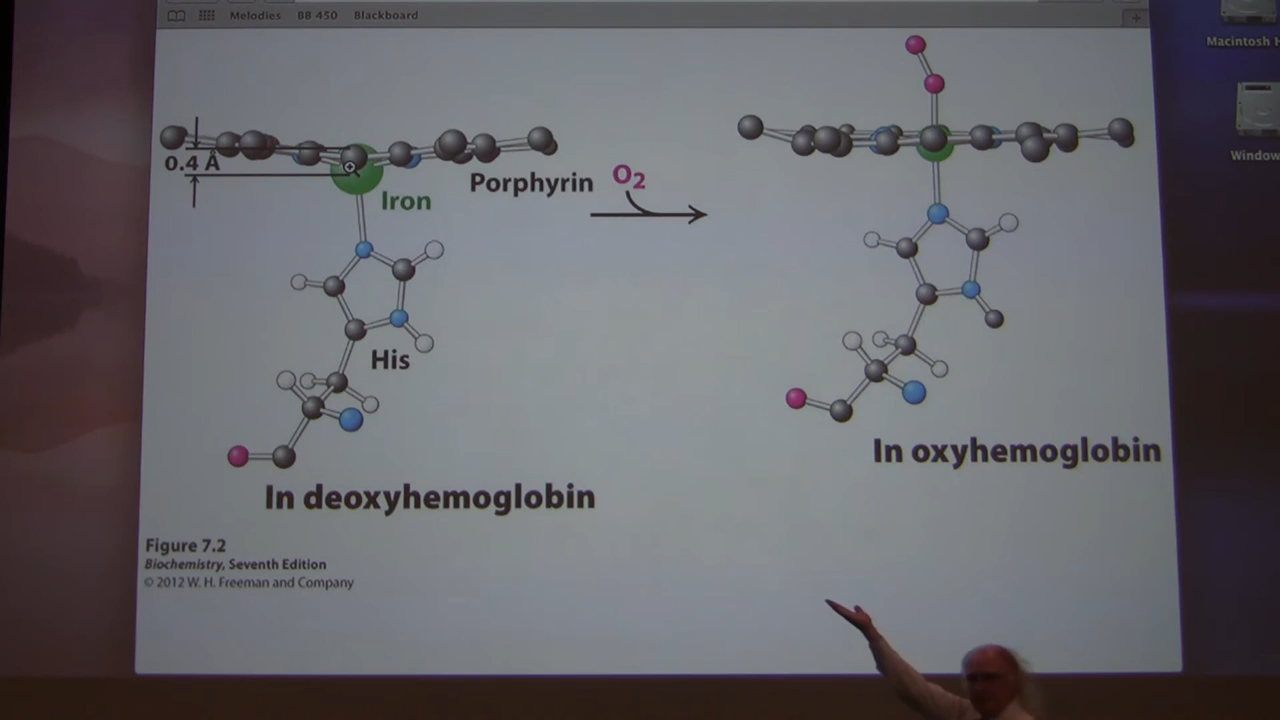 Melodies BB 450 Blackboard
Macintosh H
Window
0.4 Å
Iron
Porphyrin
O2
His
In deoxyhemoglobin
In oxyhemoglobin
Figure 7.2
Biochemistry, Seventh Edition
© 2012 W. H. Freeman and Company